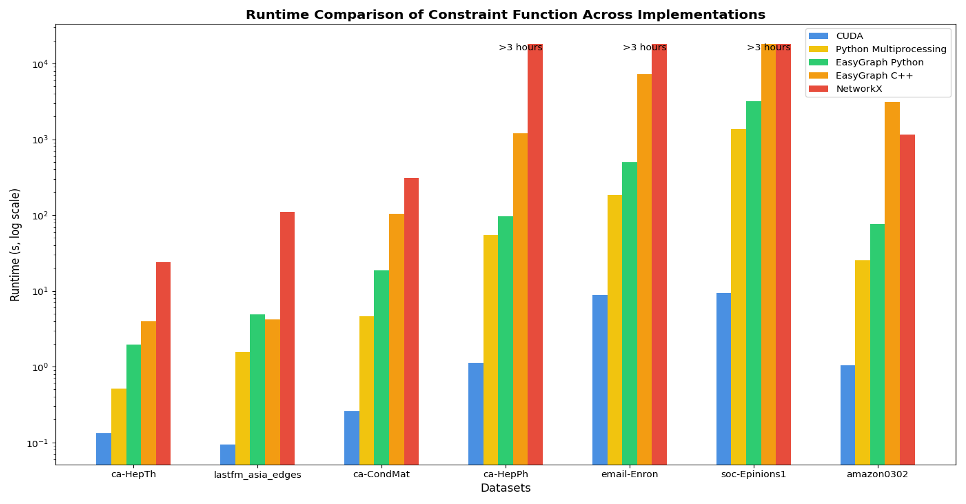 Runtime Comparison of Constraint Function Across Implementations
Runtime (s, log scale)
10⁴
10³
10²
10¹
10⁰
10⁻¹
>3 hours
>3 hours
>3 hours
CUDA
Python Multiprocessing
EasyGraph Python
EasyGraph C++
NetworkX
ca-HepTh
lastfm_asia_edges
ca-CondMat
ca-HepPh
email-Enron
soc-Epinions1
amazon0302
Datasets